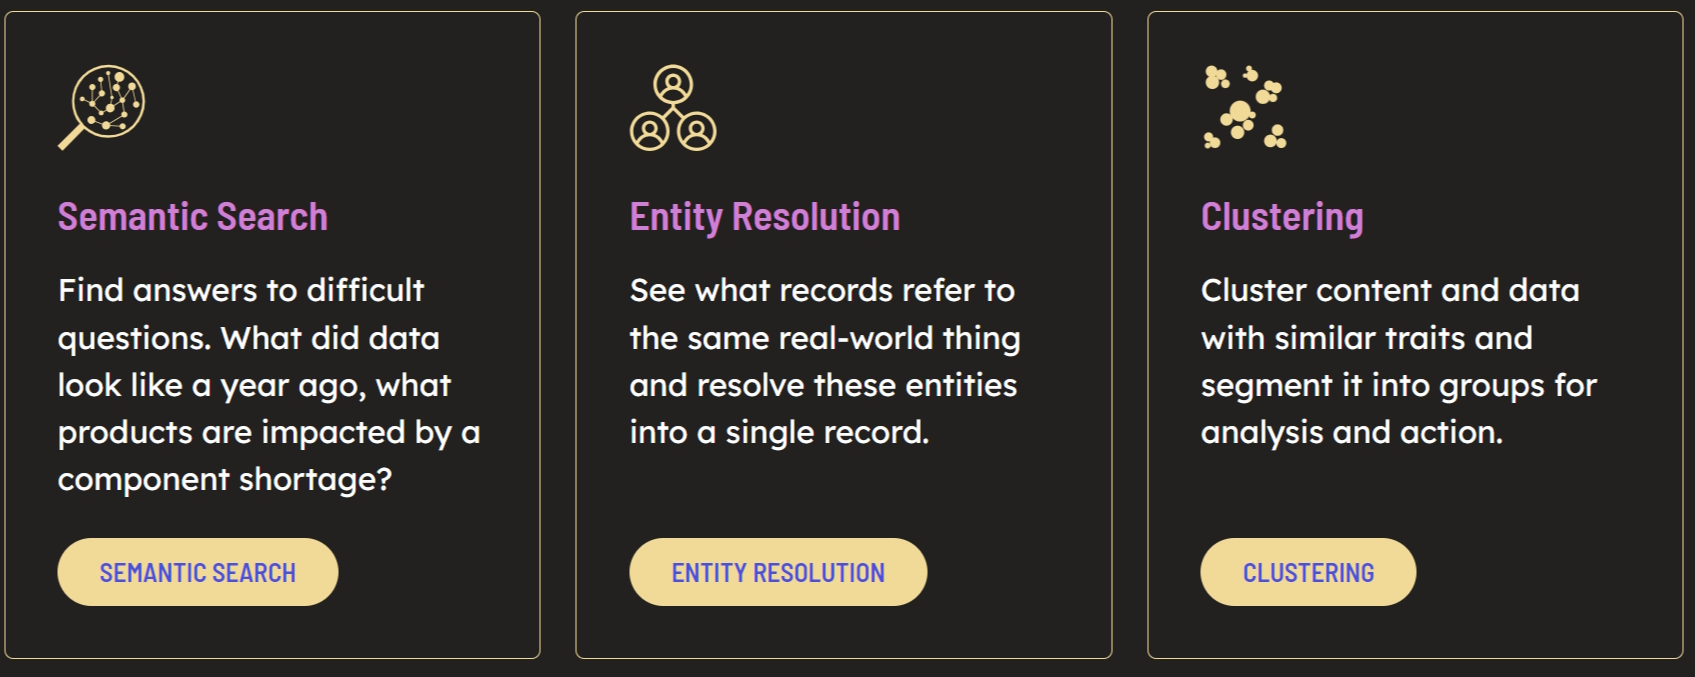 Semantic Search
Find answers to difficult
questions. What did data
look like a year ago, what
products are impacted by a
component shortage?
SEMANTIC SEARCH
Entity Resolution
See what records refer to
the same real-world thing
and resolve these entities
into a single record.
ENTITY RESOLUTION
Clustering
Cluster content and data
with similar traits and
segment it into groups for
analysis and action.
CLUSTERING